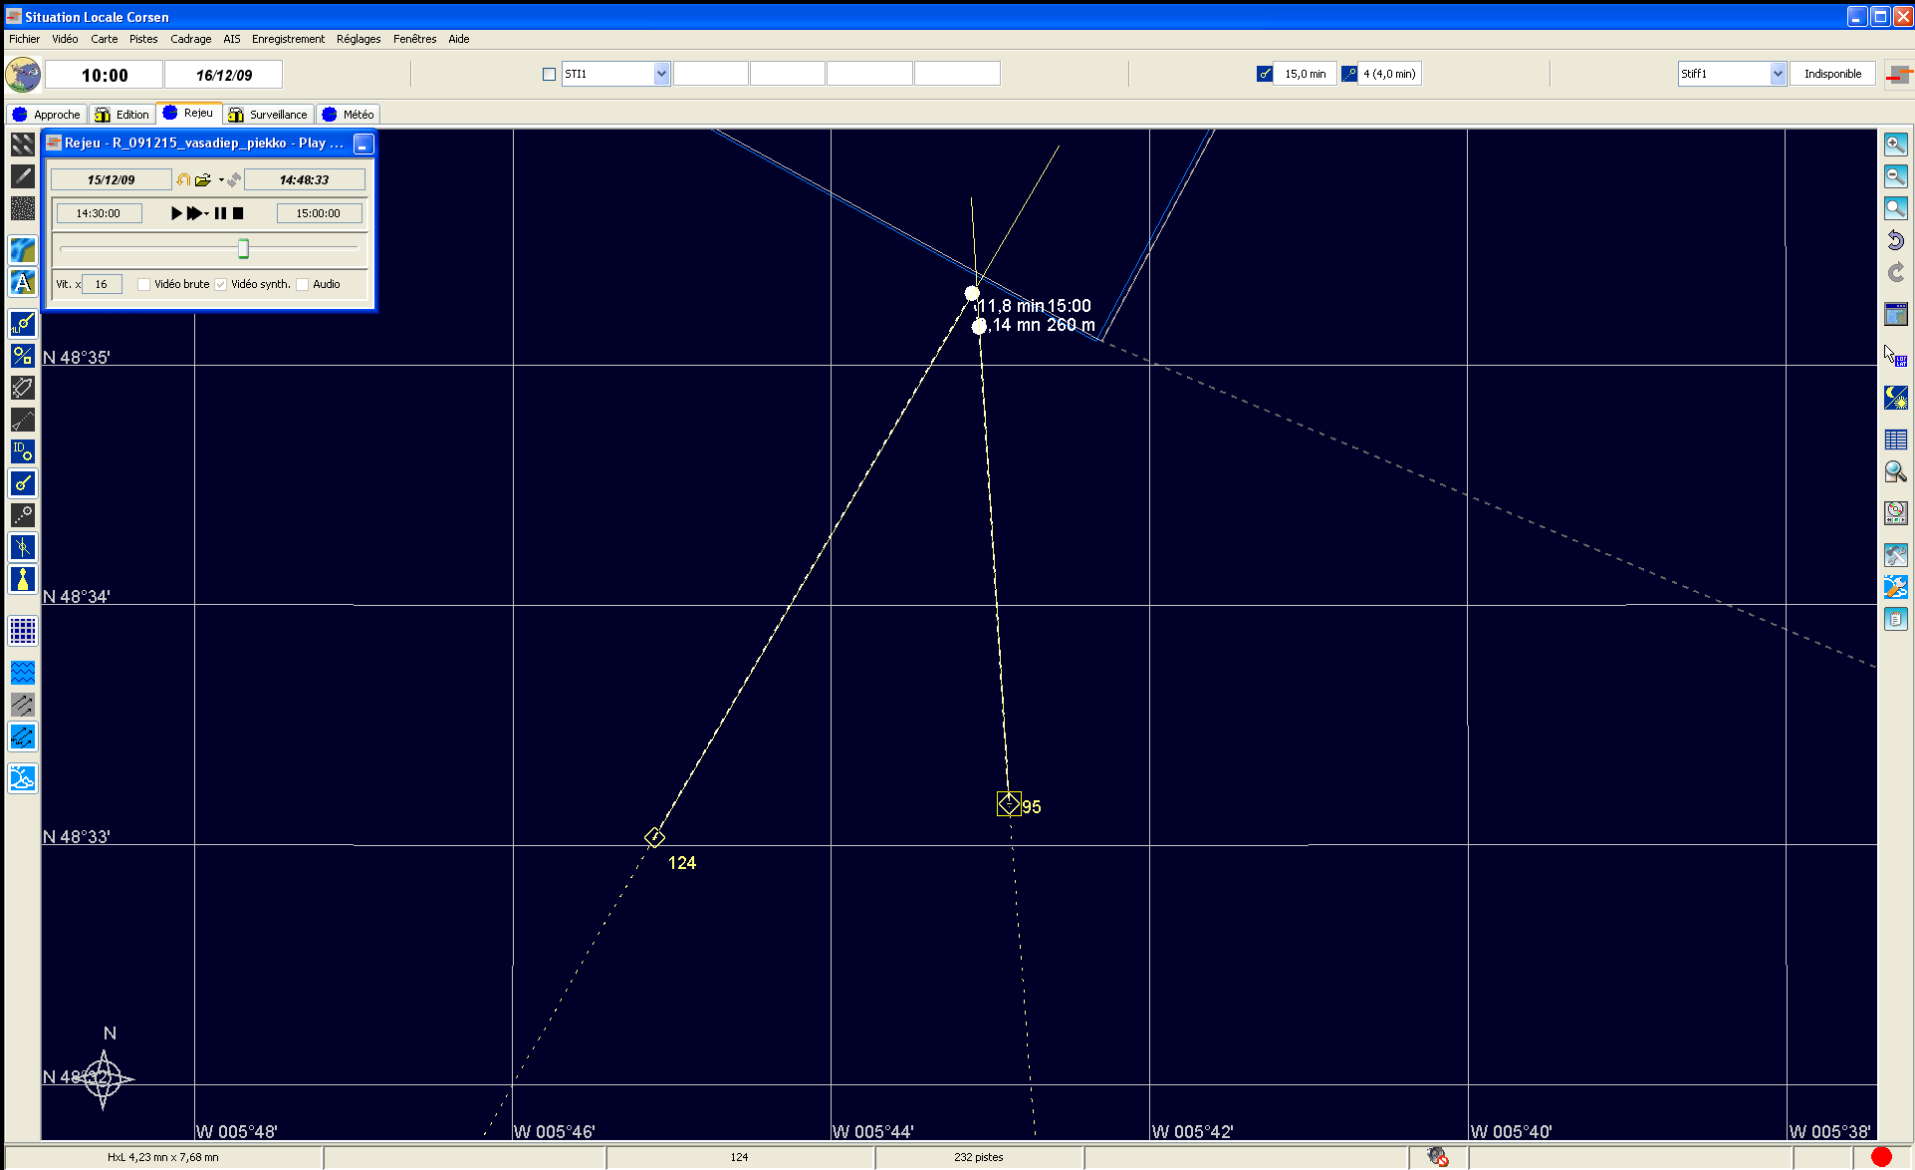 Situation Locale Corsen
Fichier Vidéo Carte Pistes Cadrage AIS Enregistrement Réglages Fenêtres Aide
10:00 16/12/09 STI1 15,0 min 4 (4,0 min) Stiff1 Indisponible
Approche Edition Rejeu Surveillance Météo
Rejeu - R_091215_vasadiep_piekko - Play ...
15/12/09 14:48:33
14:30:00 15:00:00
Vit. x 16 Vidéo brute Vidéo synth. Audio
11,8 min 15:00
,14 mn 260 m
N 48°35'
N 48°34'
95
N 48°33'
124
N
N 48°32'
W 005°48' W 005°46' W 005°44' W 005°42' W 005°40' W 005°38'
HxL 4,23 mn x 7,68 mn 124 232 pistes